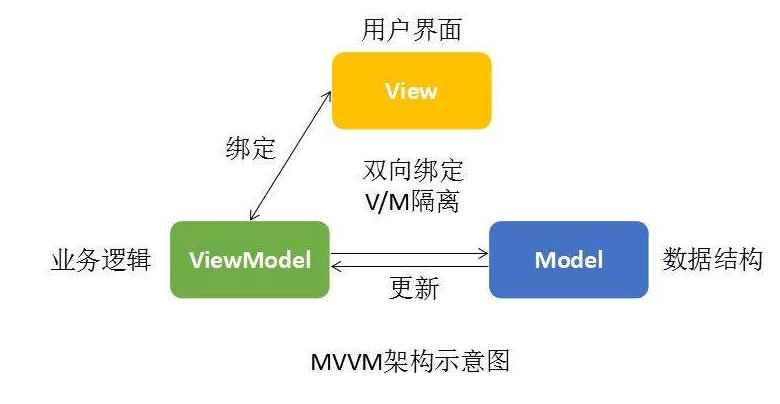 用户界面
View
绑定
双向绑定
V/M隔离
业务逻辑
ViewModel
Model
数据结构
更新
MVVM架构示意图